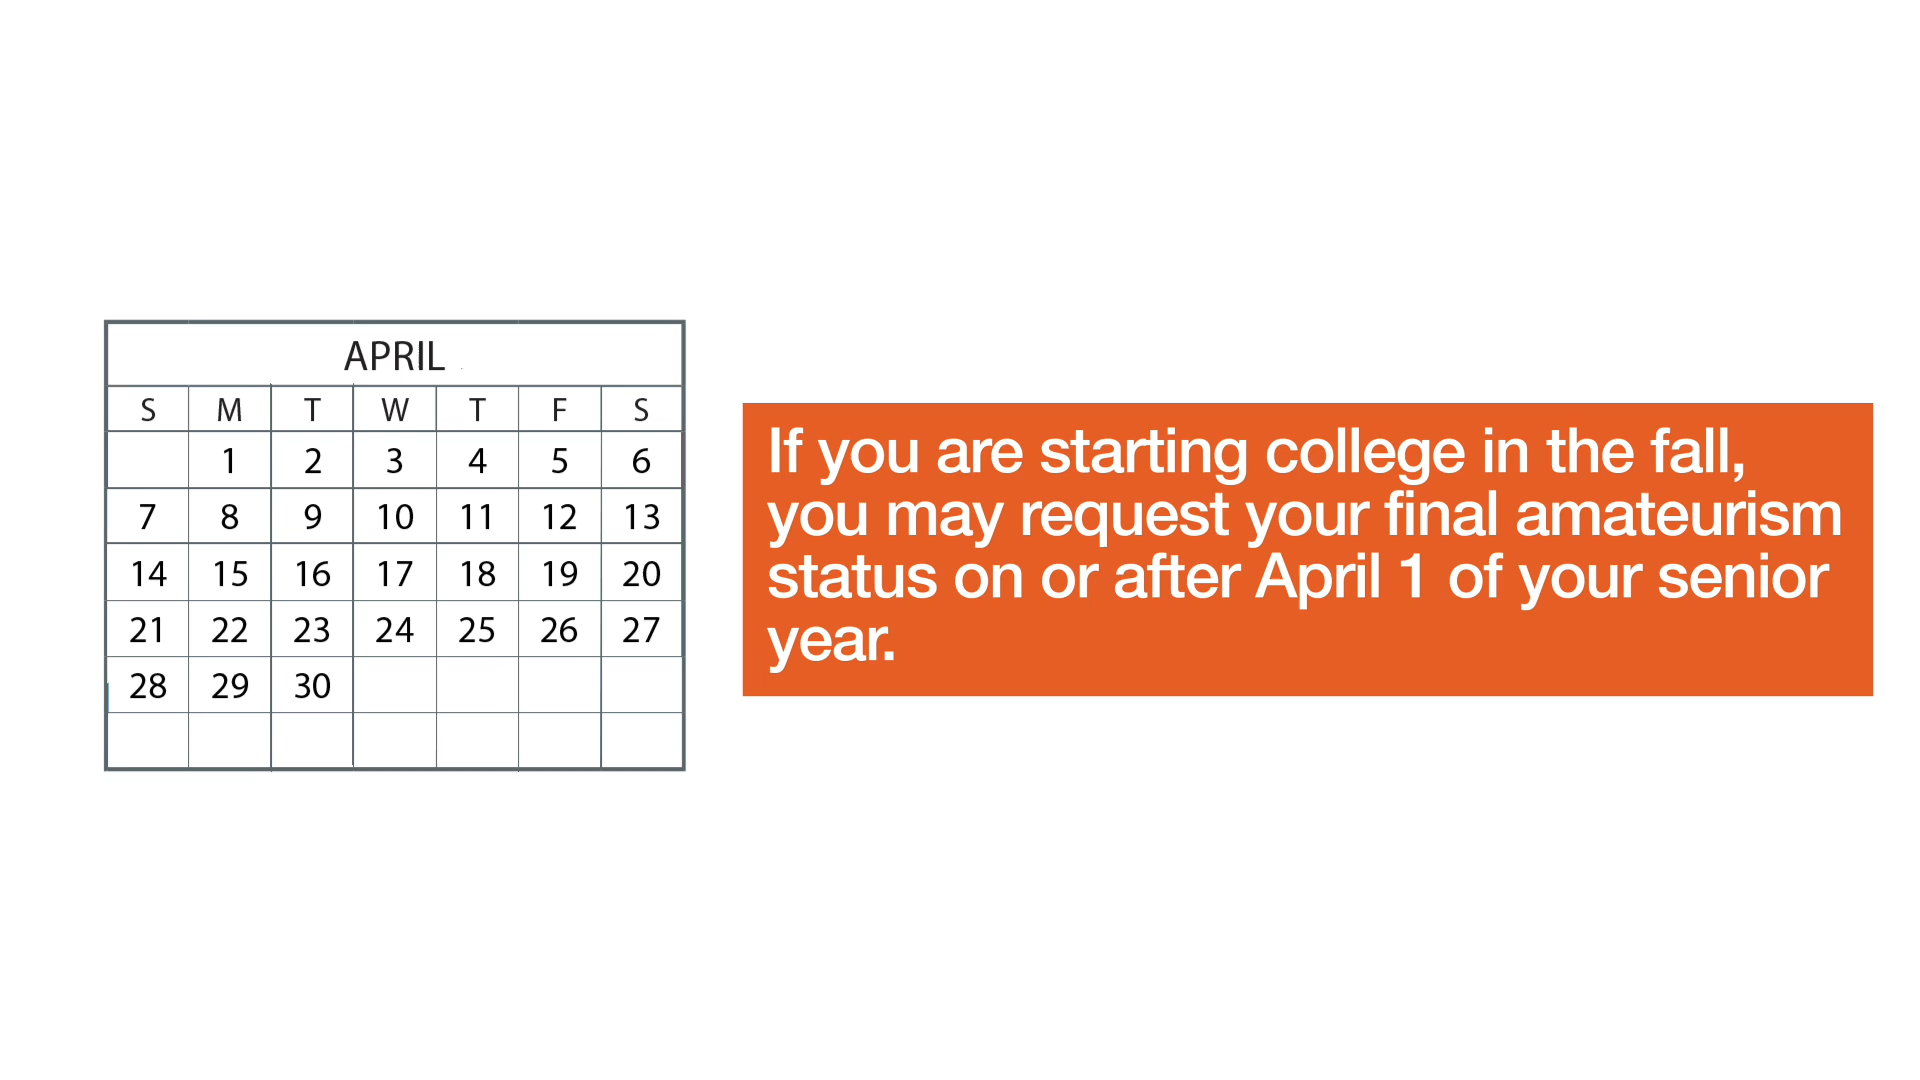 APRIL
S M T W T F S
1 2 3 4 5 6
7 8 9 10 11 12 13
14 15 16 17 18 19 20
21 22 23 24 25 26 27
28 29 30
If you are starting college in the fall,
you may request your final amateurism
status on or after April 1 of your senior
year.